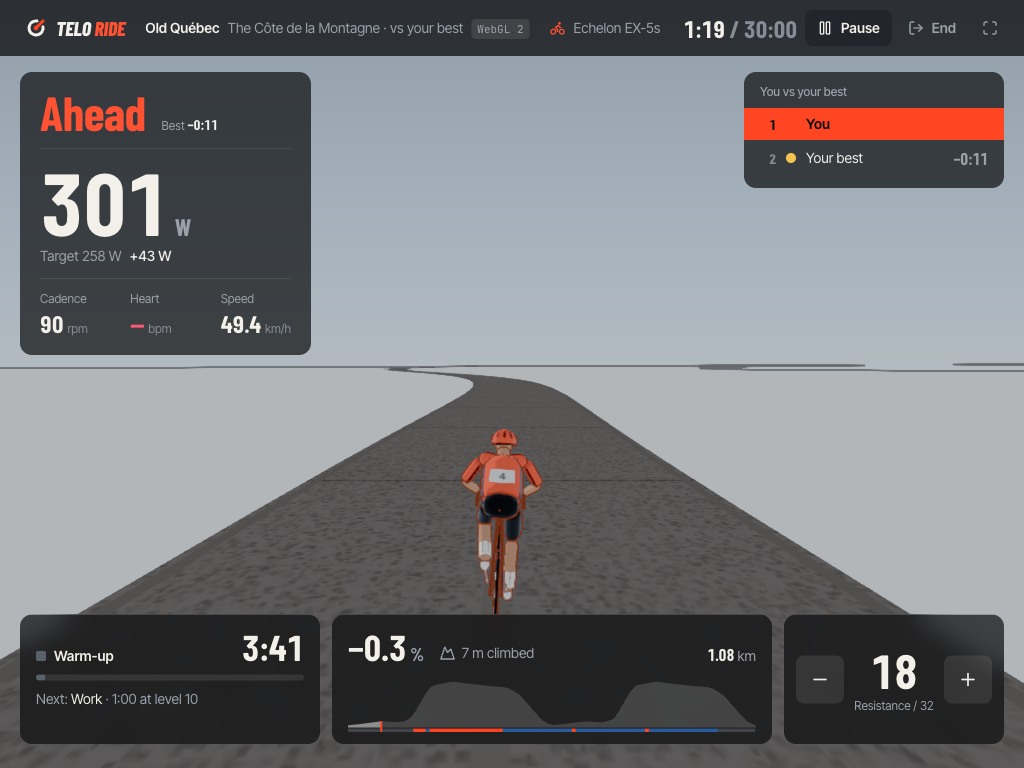 TELO RIDE
Old Québec The Côte de la Montagne · vs your best WebGL 2
Echelon EX-5s
1:19 / 30:00
Pause
End
Ahead
Best −0:11
301 W
Target 258 W +43 W
Cadence Heart Speed
90 rpm – bpm 49.4 km/h
You vs your best
1 You
2 Your best −0:11
4
Warm-up 3:41
Next: Work · 1:00 at level 10
−0.3 % 7 m climbed 1.08 km
− 18 +
Resistance / 32